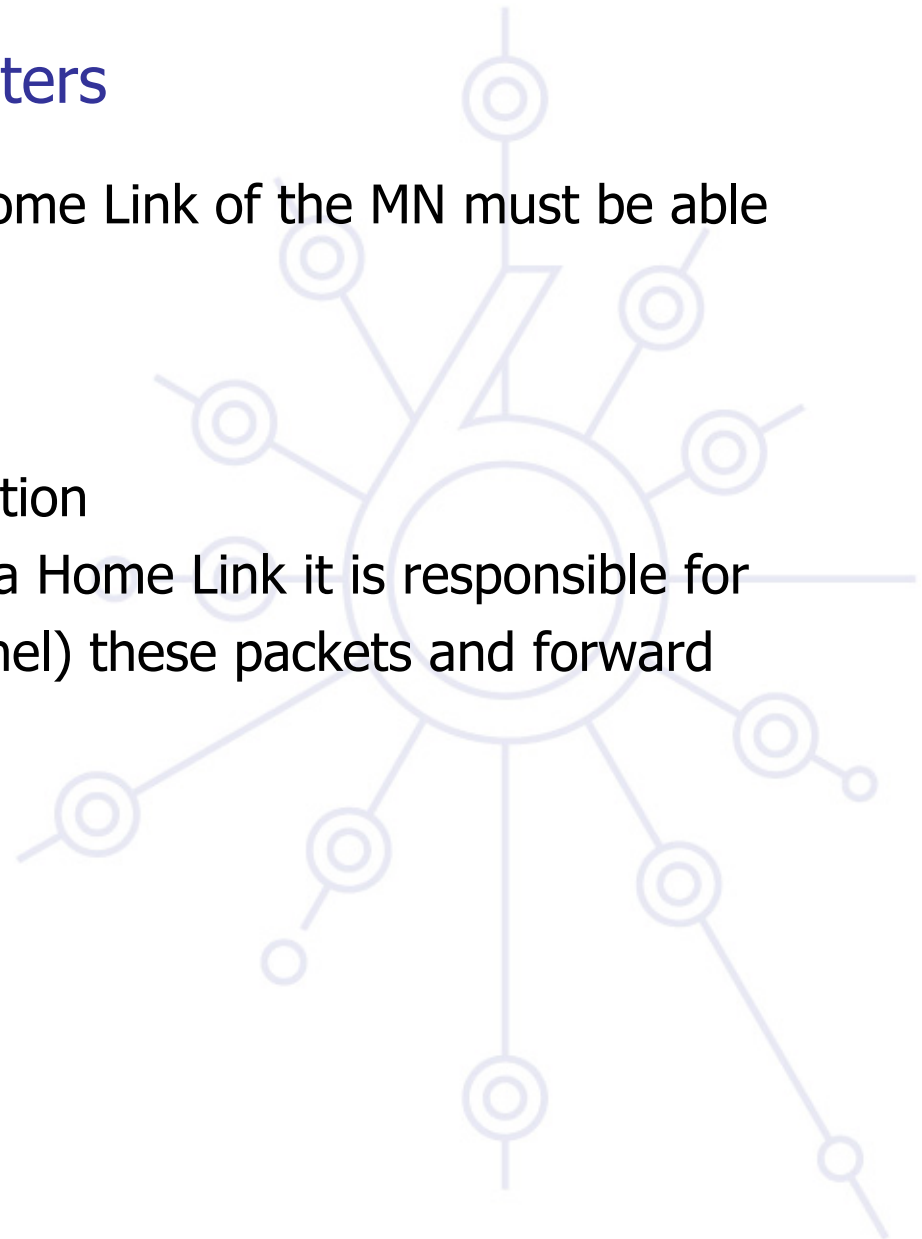 ters
ome Link of the MN must be able
tion
a Home Link it is responsible for
nel) these packets and forward